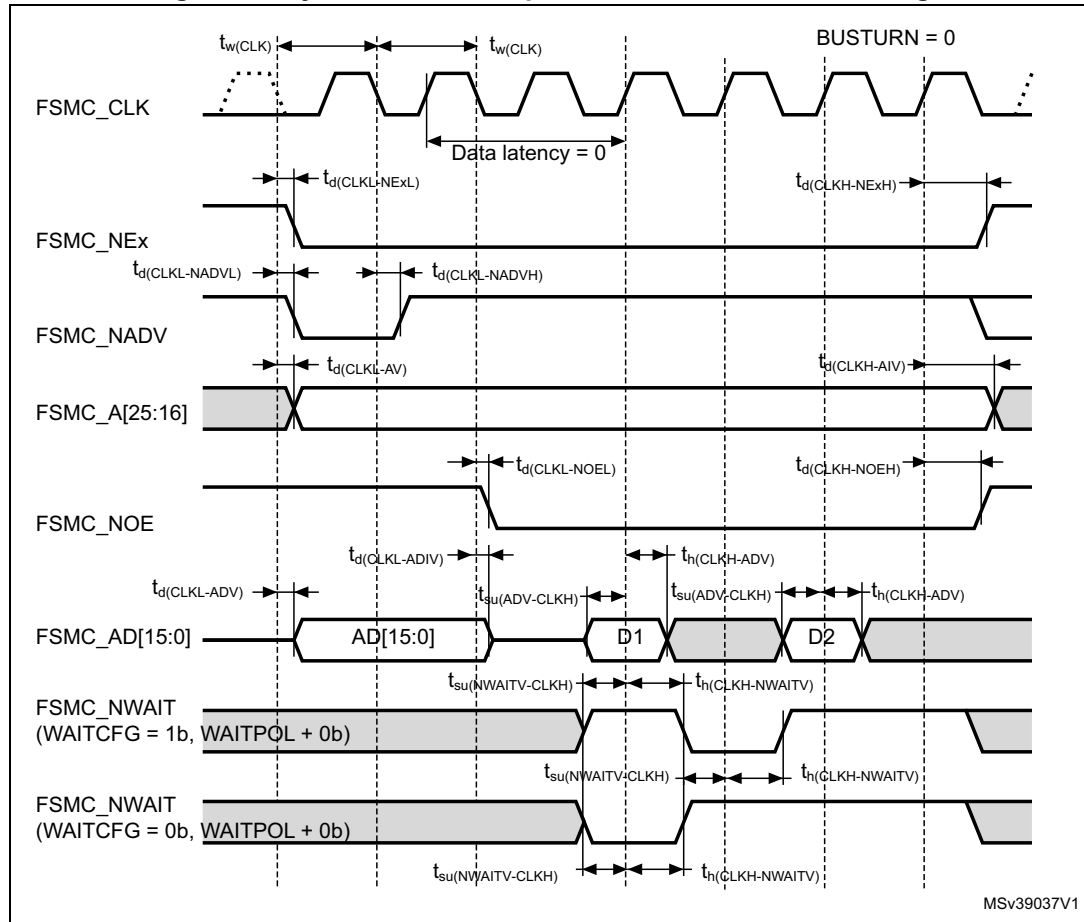 tw(CLK) tw(CLK) BUSTURN = 0
FSMC_CLK
Data latency = 0
td(CLKL-NExL) td(CLKH-NExH)
FSMC_NEx
td(CLKL-NADVL) td(CLKL-NADVH)
FSMC_NADV
td(CLKL-AV) td(CLKH-AIV)
FSMC_A[25:16]
td(CLKL-NOEL) td(CLKH-NOEH)
FSMC_NOE
td(CLKL-ADIV) th(CLKH-ADV)
td(CLKL-ADV) tsu(ADV-CLKH) tsu(ADV-CLKH) th(CLKH-ADV)
FSMC_AD[15:0] AD[15:0] D1 D2
tsu(NWAITV-CLKH) th(CLKH-NWAITV)
FSMC_NWAIT
(WAITCFG = 1b, WAITPOL + 0b)
tsu(NWAITV-CLKH) th(CLKH-NWAITV)
FSMC_NWAIT
(WAITCFG = 0b, WAITPOL + 0b)
tsu(NWAITV-CLKH) th(CLKH-NWAITV)
MSv39037V1